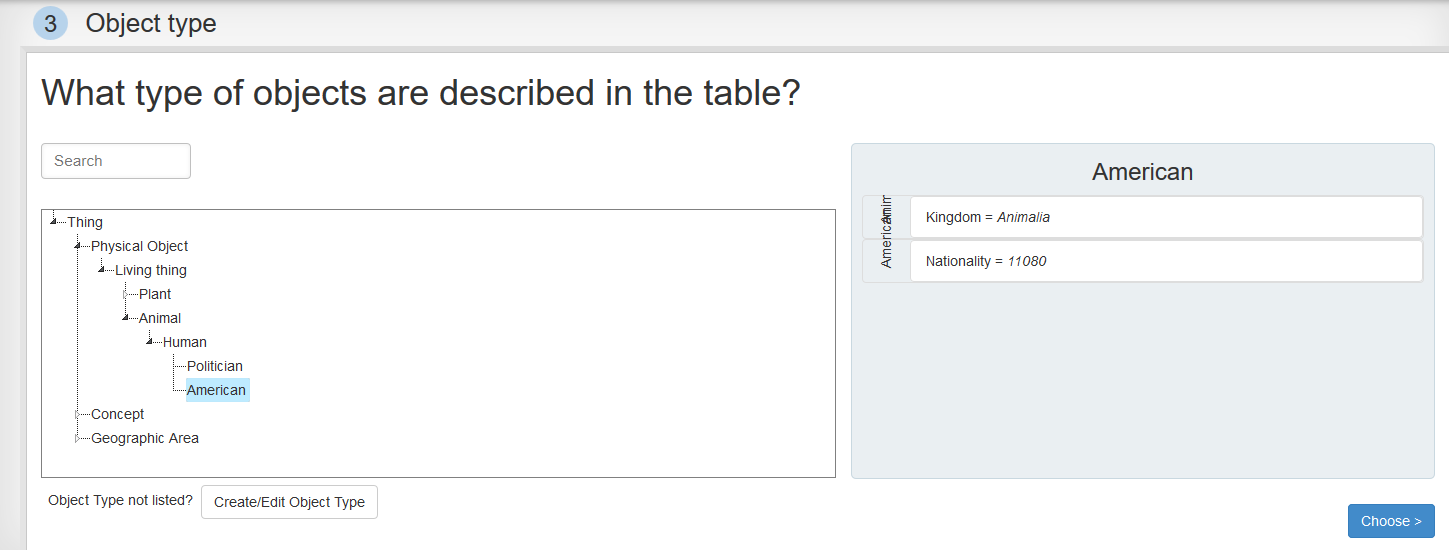 3 Object type
What type of objects are described in the table?
Search
Thing
Physical Object
Living thing
Plant
Animal
Human
Politician
American
Concept
Geographic Area
Object Type not listed? Create/Edit Object Type
American
Kingdom = Animalia
American
Nationality = 11080
Choose >